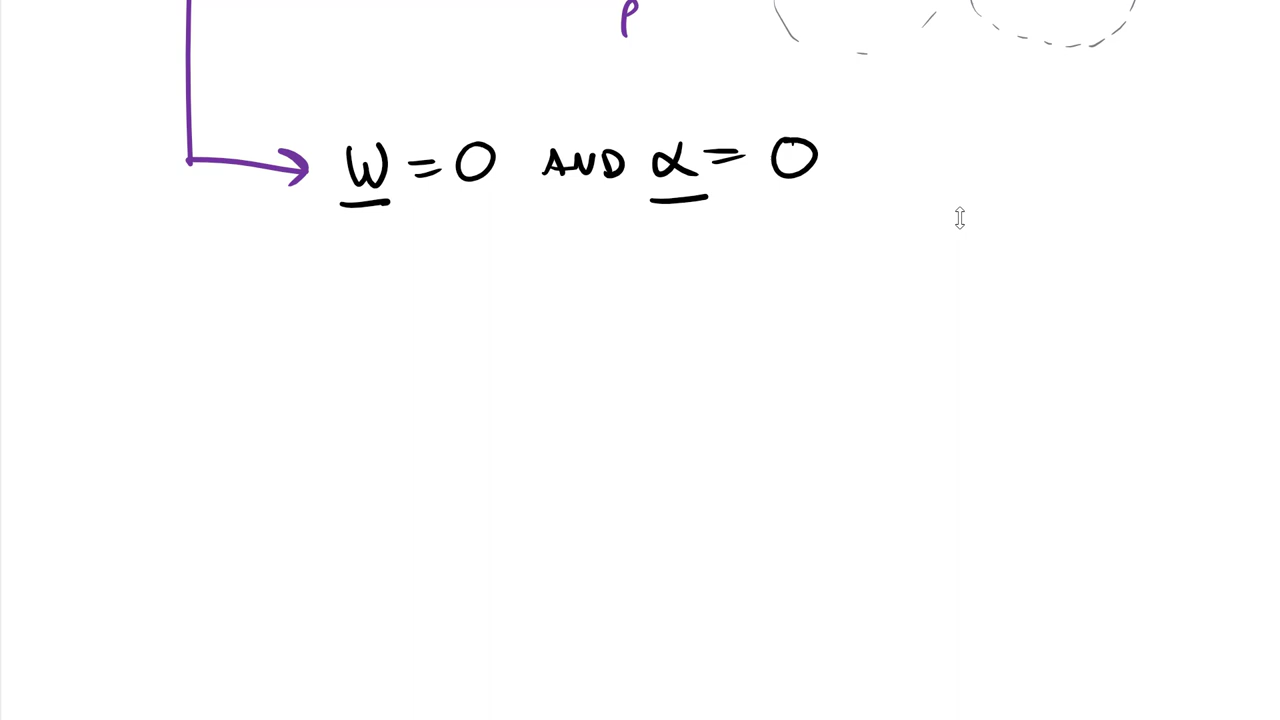 ρ
W = 0 AND α = 0